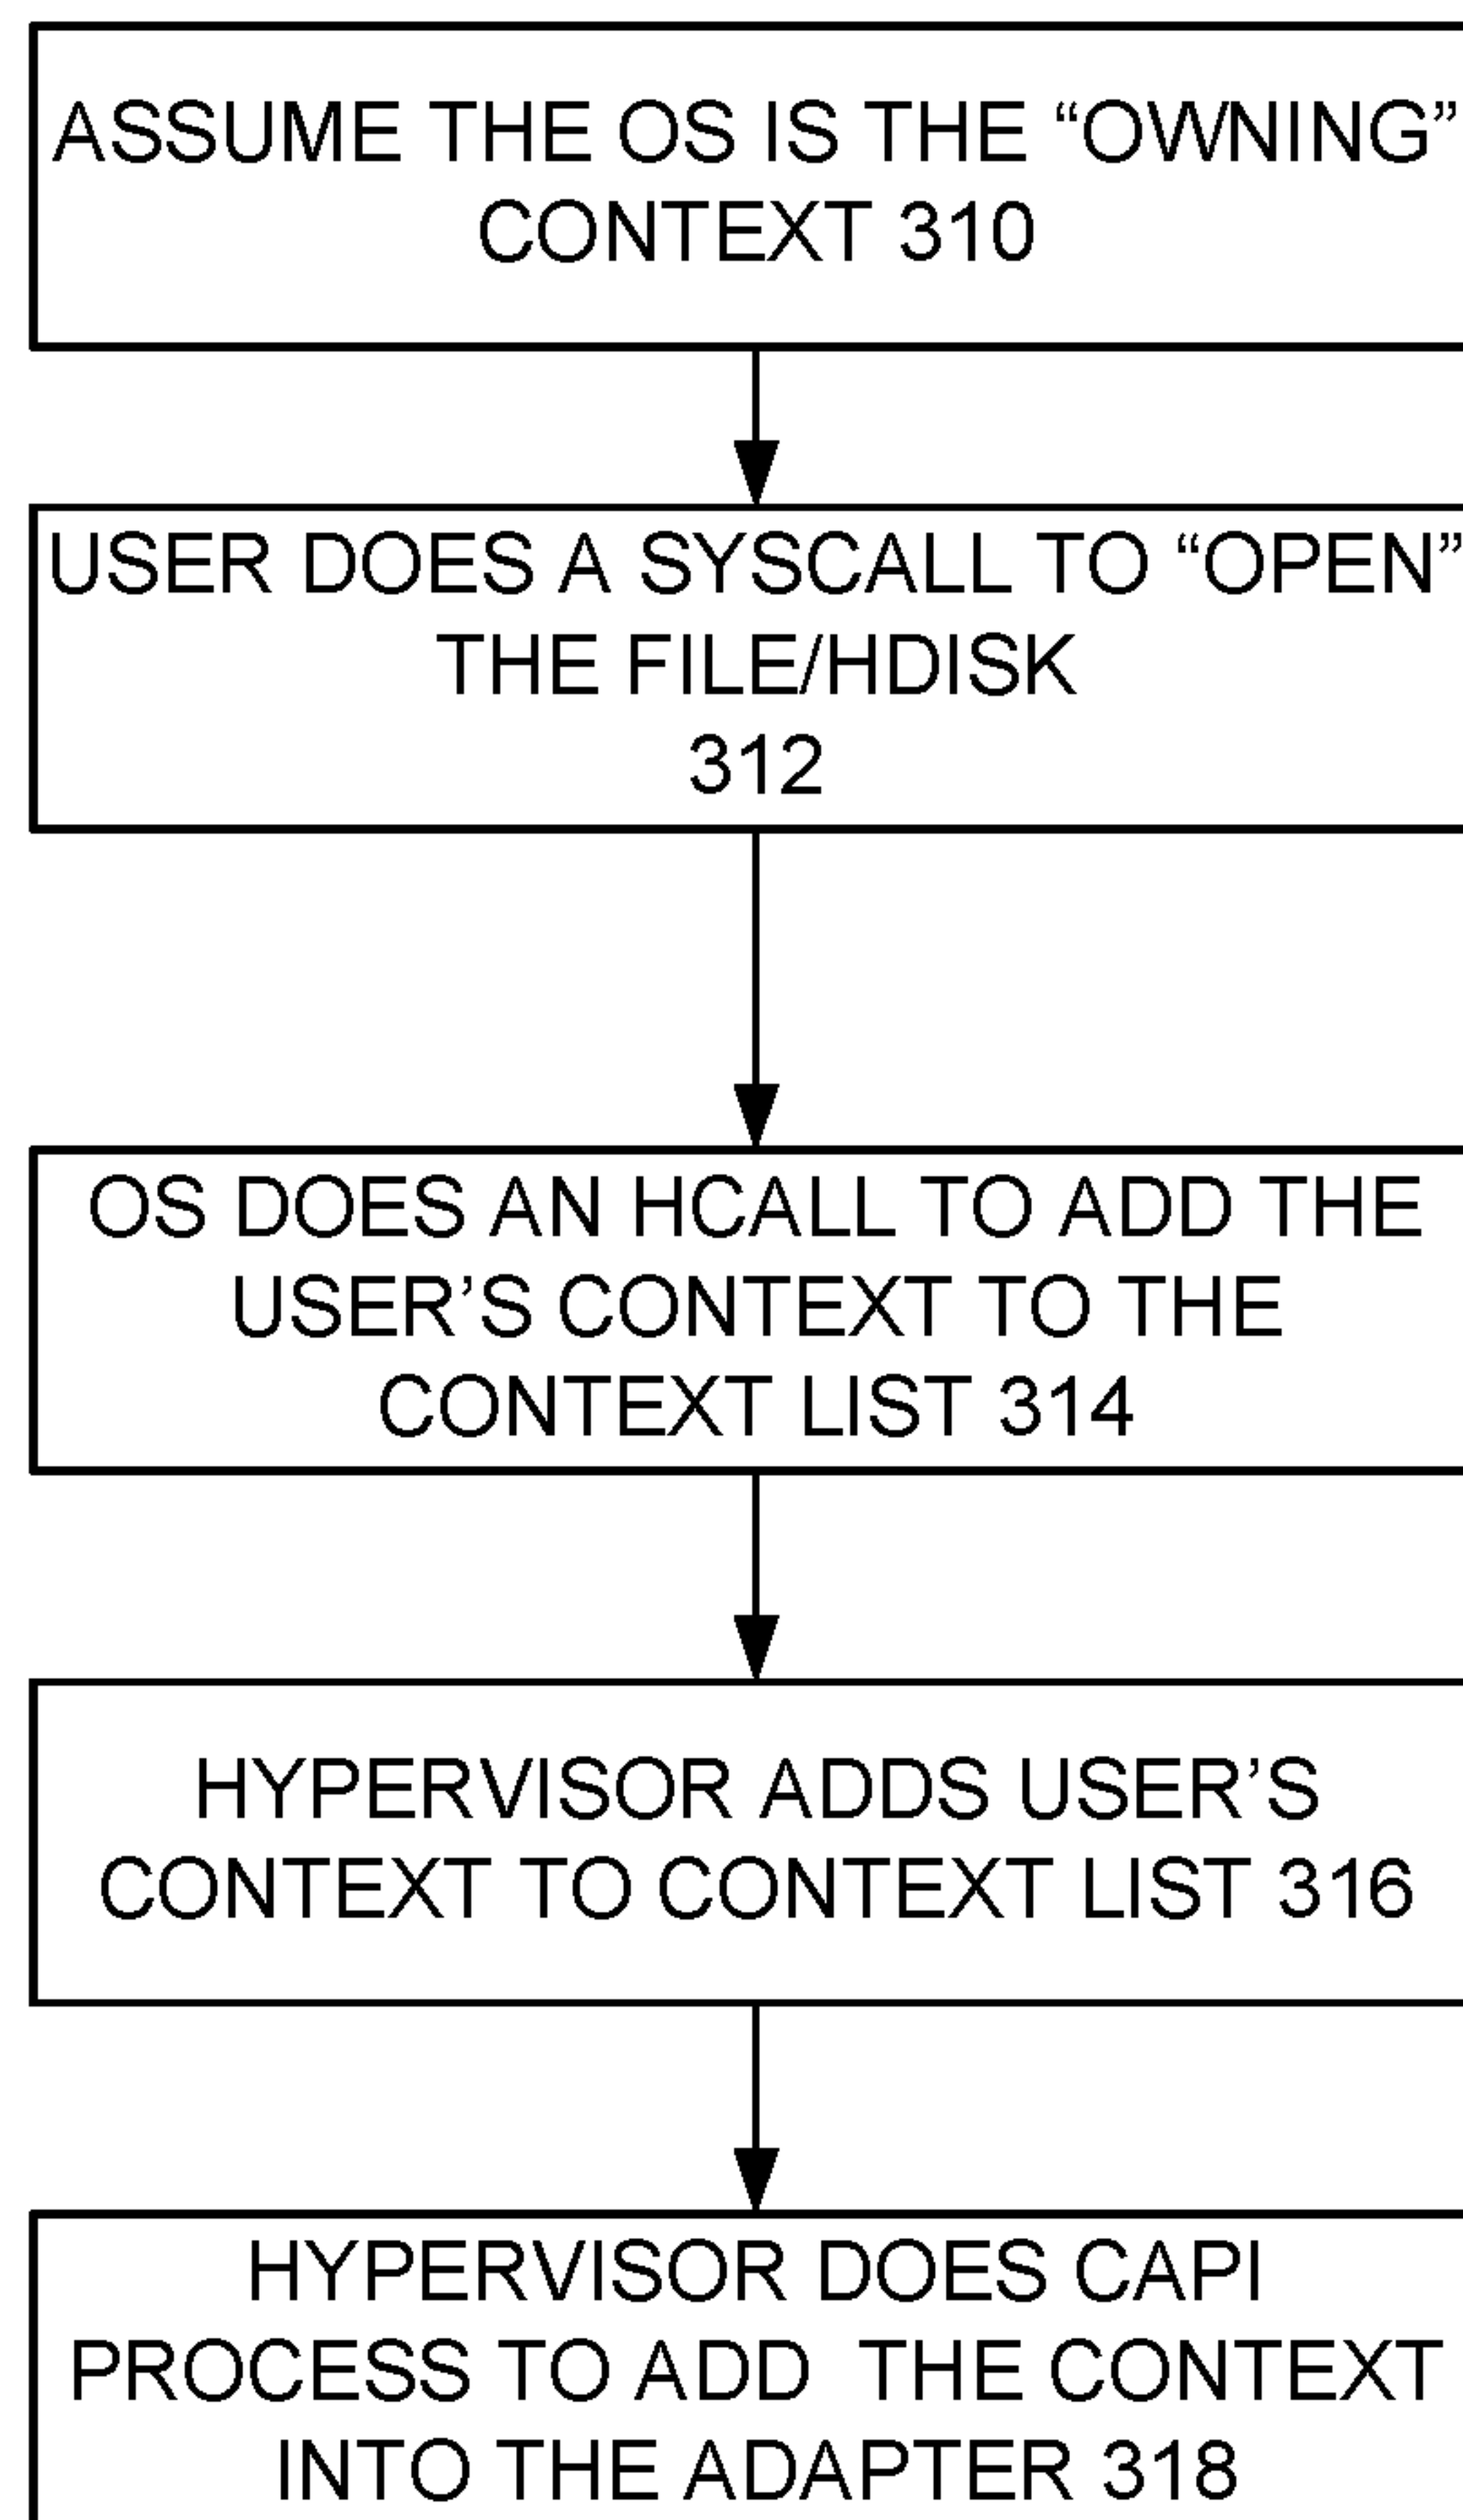 ASSUME THE OS IS THE “OWNING”
CONTEXT 310
USER DOES A SYSCALL TO “OPEN”
THE FILE/HDISK
312
OS DOES AN HCALL TO ADD THE
USER’S CONTEXT TO THE
CONTEXT LIST 314
HYPERVISOR ADDS USER’S
CONTEXT TO CONTEXT LIST 316
HYPERVISOR DOES CAPI
PROCESS TO ADD THE CONTEXT
INTO THE ADAPTER 318